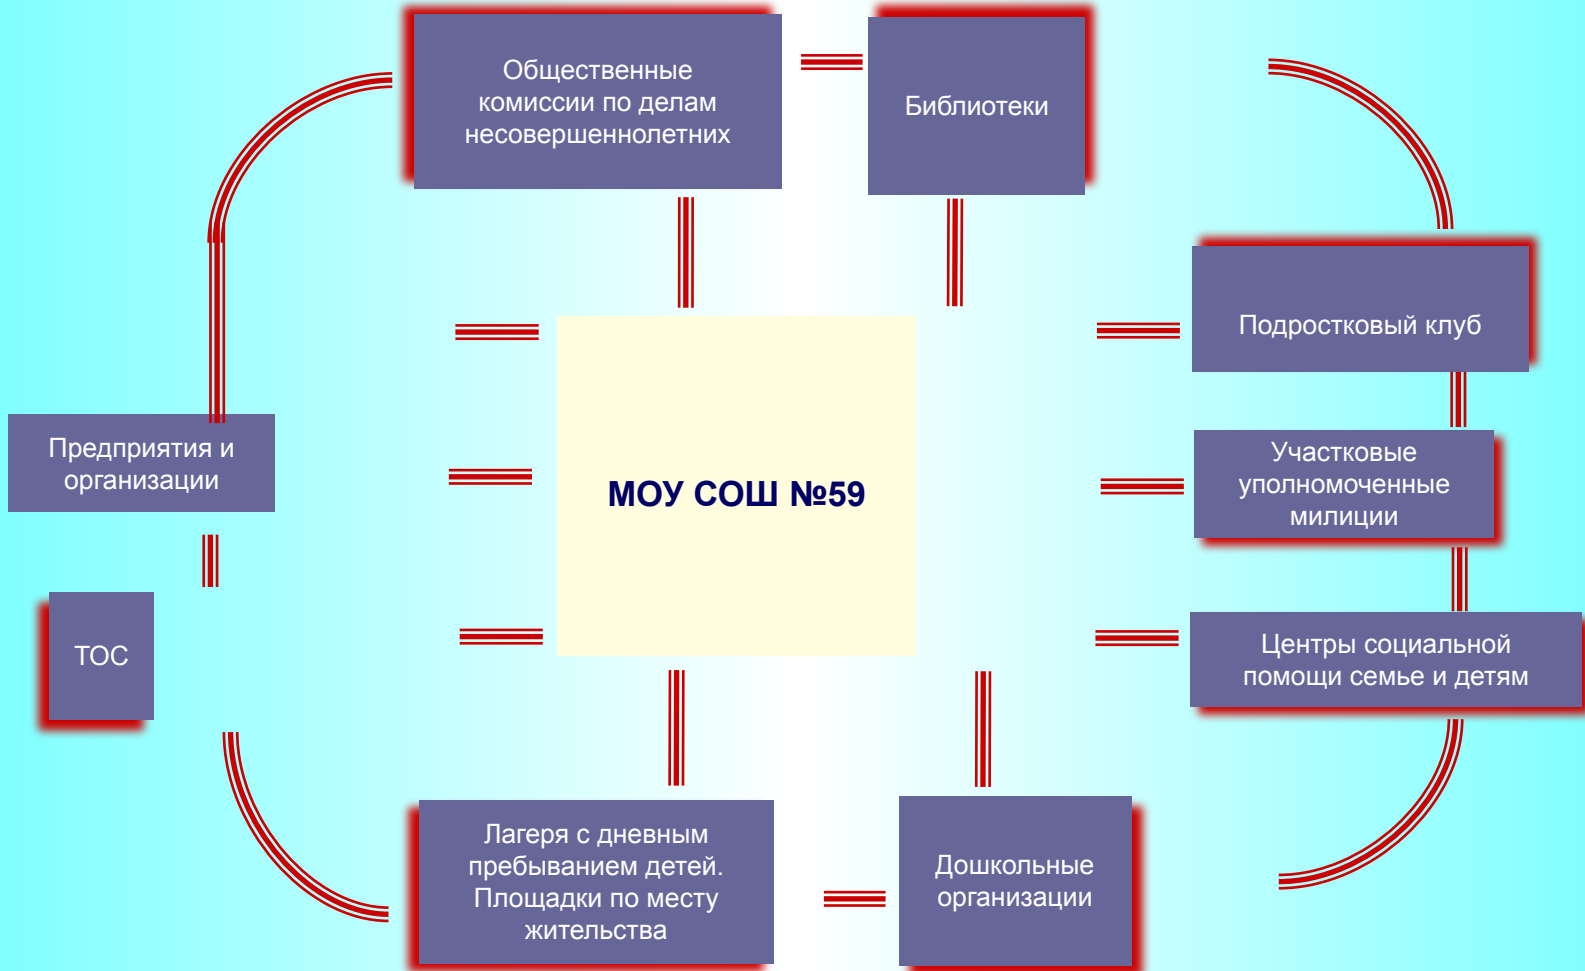 Общественные
комиссии по делам
несовершеннолетних
Библиотеки
Подростковый клуб
Предприятия и
организации
МОУ СОШ №59
Участковые
уполномоченные
милиции
ТОС
Центры социальной
помощи семье и детям
Лагеря с дневным
пребыванием детей.
Площадки по месту
жительства
Дошкольные
организации